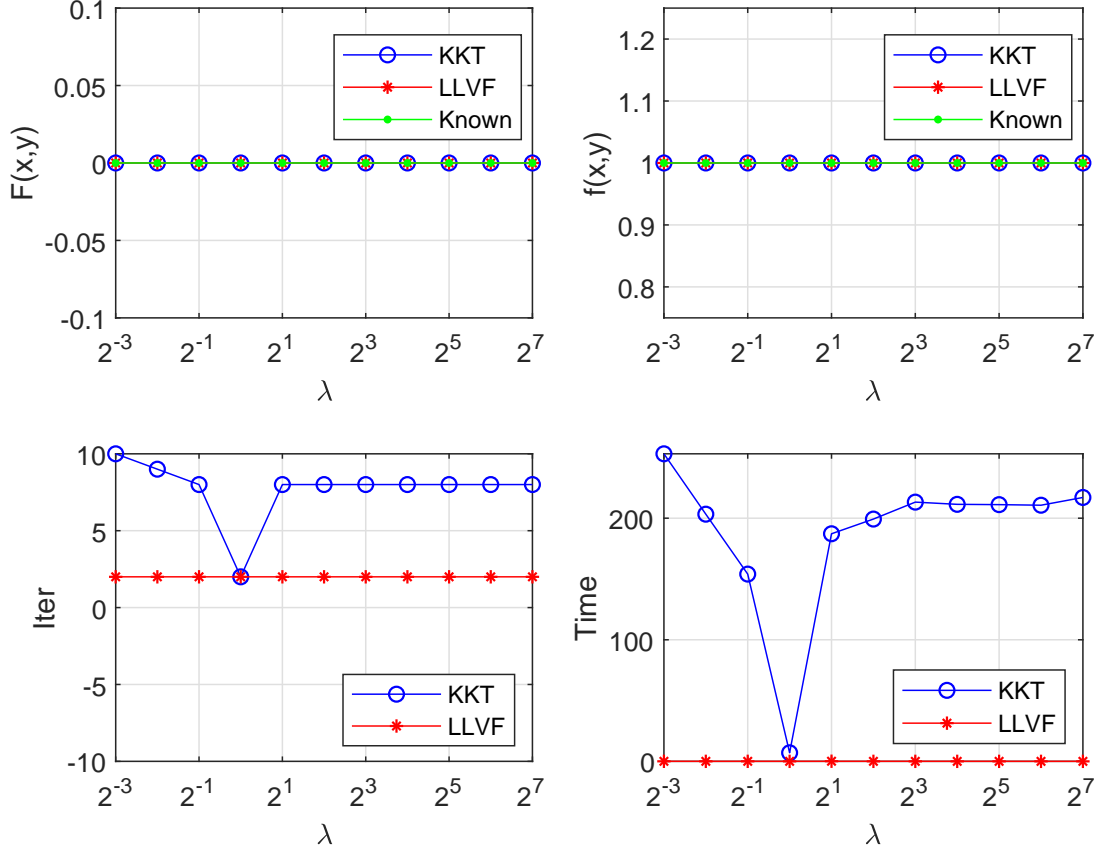 0.1
0.05
0
-0.05
-0.1
F(x,y)
2^-3 2^-1 2^1 2^3 2^5 2^7
λ
KKT
LLVF
Known
1.2
1.1
1
0.9
0.8
f(x,y)
2^-3 2^-1 2^1 2^3 2^5 2^7
λ
KKT
LLVF
Known
10
5
0
-5
-10
Iter
2^-3 2^-1 2^1 2^3 2^5 2^7
λ
KKT
LLVF
200
100
0
Time
2^-3 2^-1 2^1 2^3 2^5 2^7
λ
KKT
LLVF